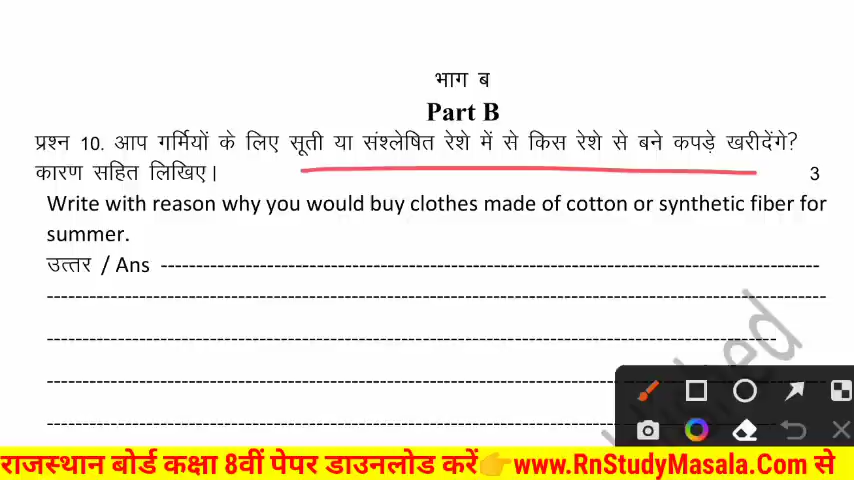 भाग ब
Part B
प्रश्न 10. आप गर्मियों के लिए सूती या संश्लेषित रेशे में से किस रेशे से बने कपड़े खरीदेंगे?
कारण सहित लिखिए। 3
Write with reason why you would buy clothes made of cotton or synthetic fiber for
summer.
उत्तर / Ans ------------------------------------------------------------------------------------------
राजस्थान बोर्ड कक्षा 8वीं पेपर डाउनलोड करें👉www.RnStudyMasala.Com से